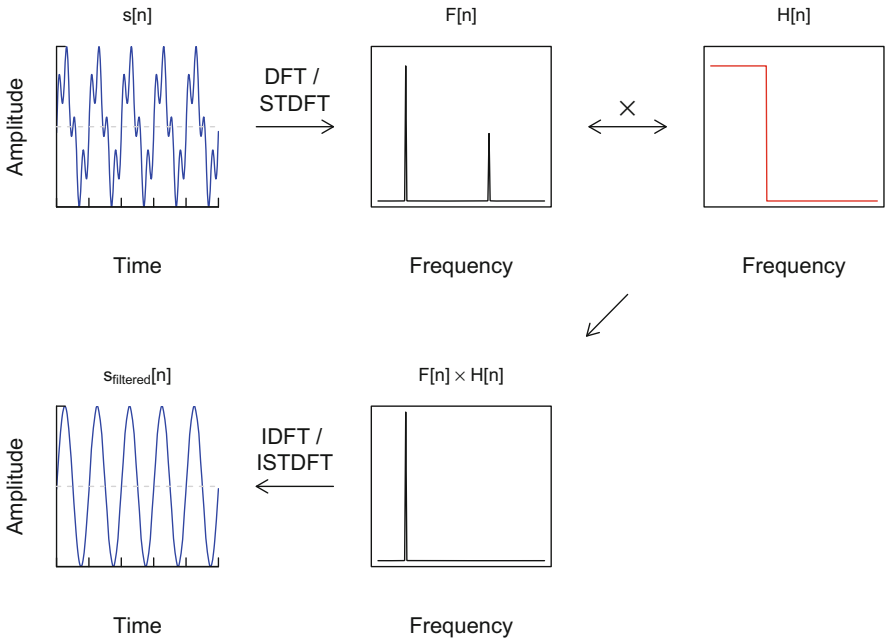 s[n]
F[n]
H[n]
Amplitude
DFT /
STDFT
×
Time
Frequency
Frequency
s_filtered[n]
F[n] × H[n]
Amplitude
IDFT /
ISTDFT
Time
Frequency